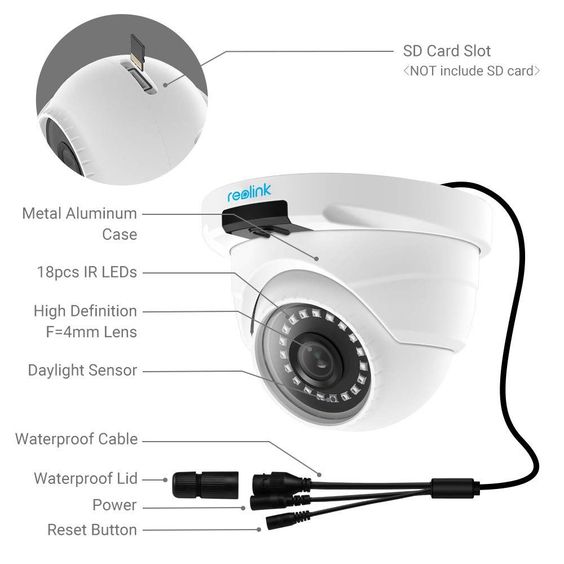 SD Card Slot
〈NOT include SD card〉
reolink
Metal Aluminum
Case
18pcs IR LEDs
High Definition
F=4mm Lens
Daylight Sensor
Waterproof Cable
Waterproof Lid
Power
Reset Button